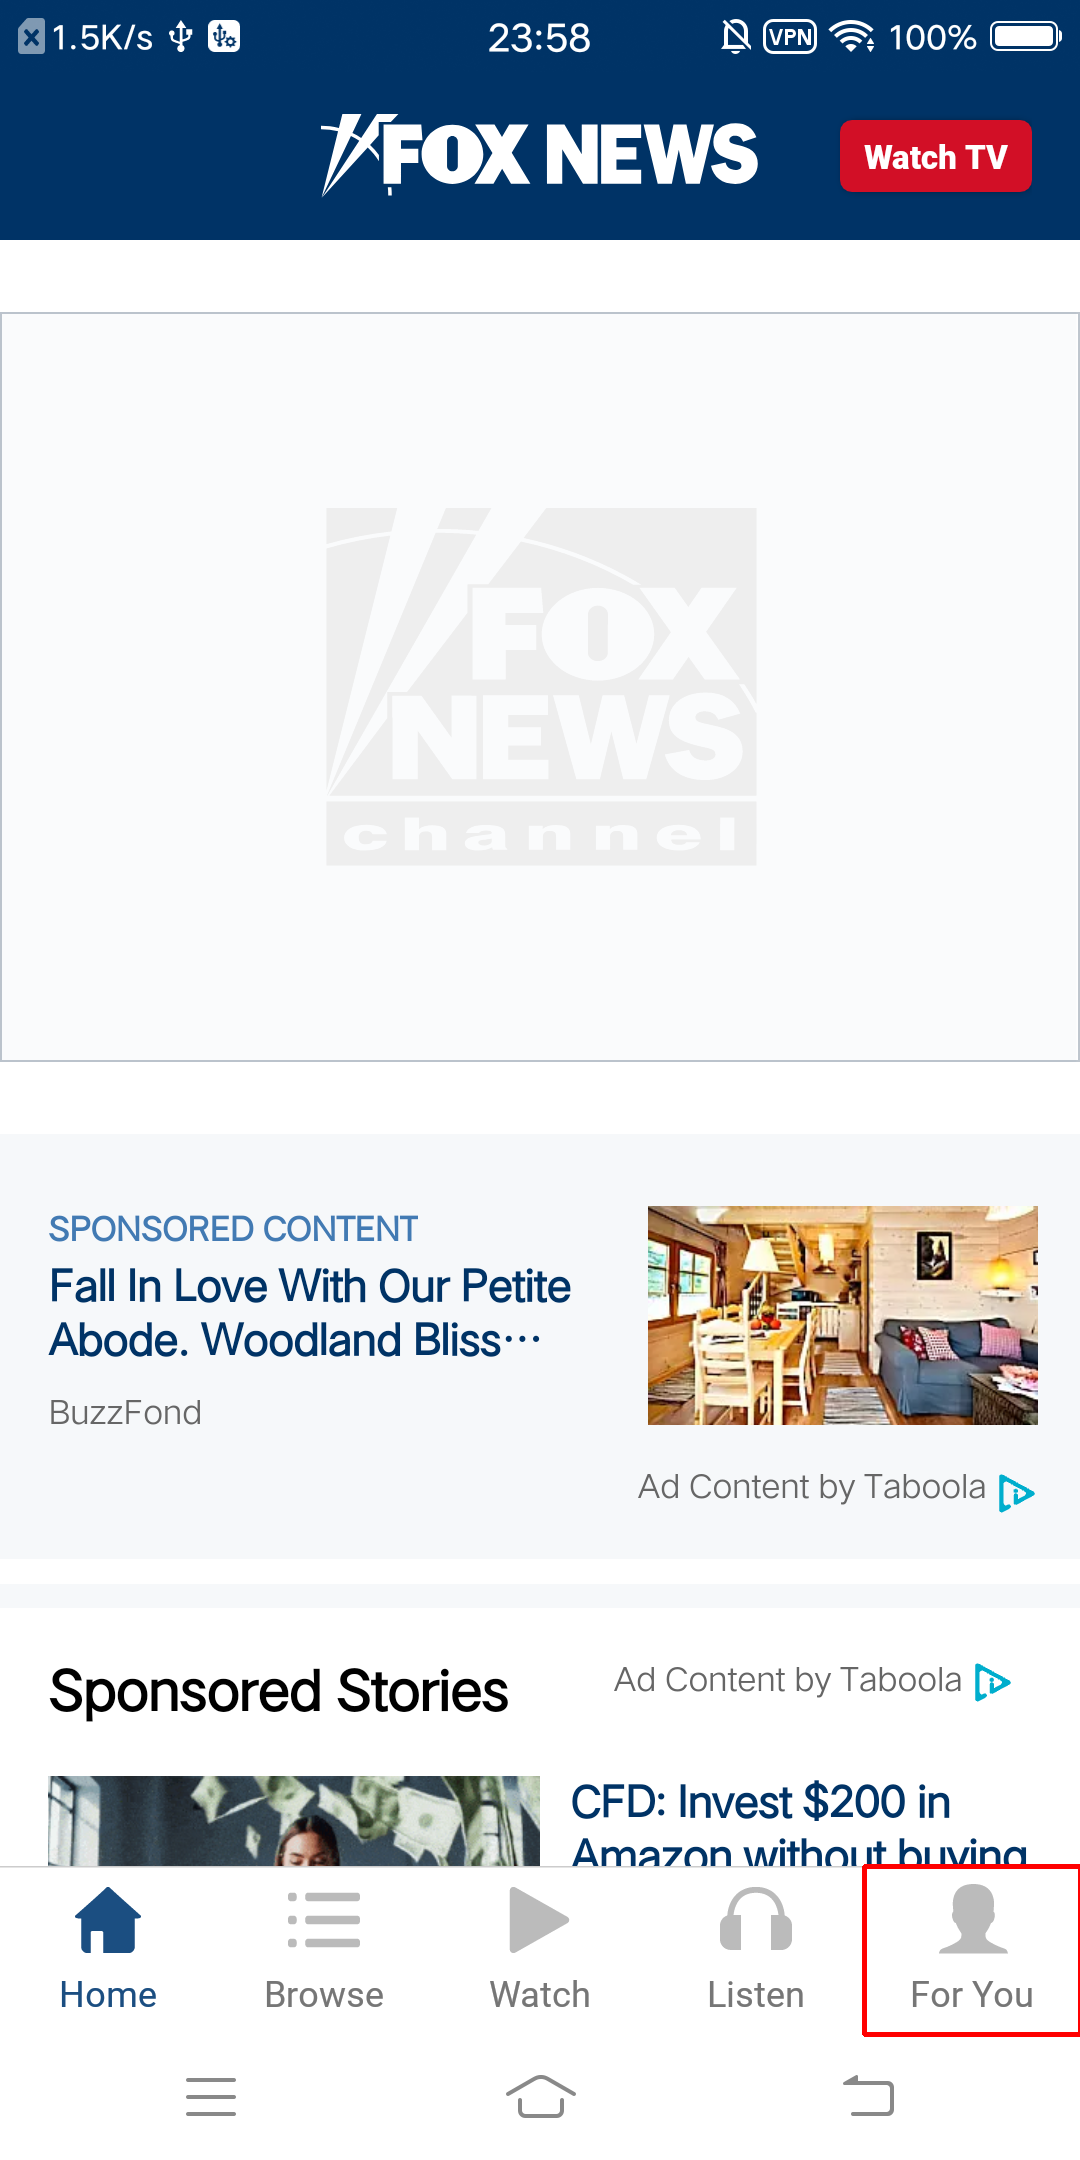 1.5K/s
23:58
VPN
100%
FOX NEWS
Watch TV
FOX
NEWS
channel
SPONSORED CONTENT
Fall In Love With Our Petite
Abode. Woodland Bliss···
BuzzFond
Ad Content by Taboola
Sponsored Stories
Ad Content by Taboola
CFD: Invest $200 in
Amazon without buying
Home
Browse
Watch
Listen
For You